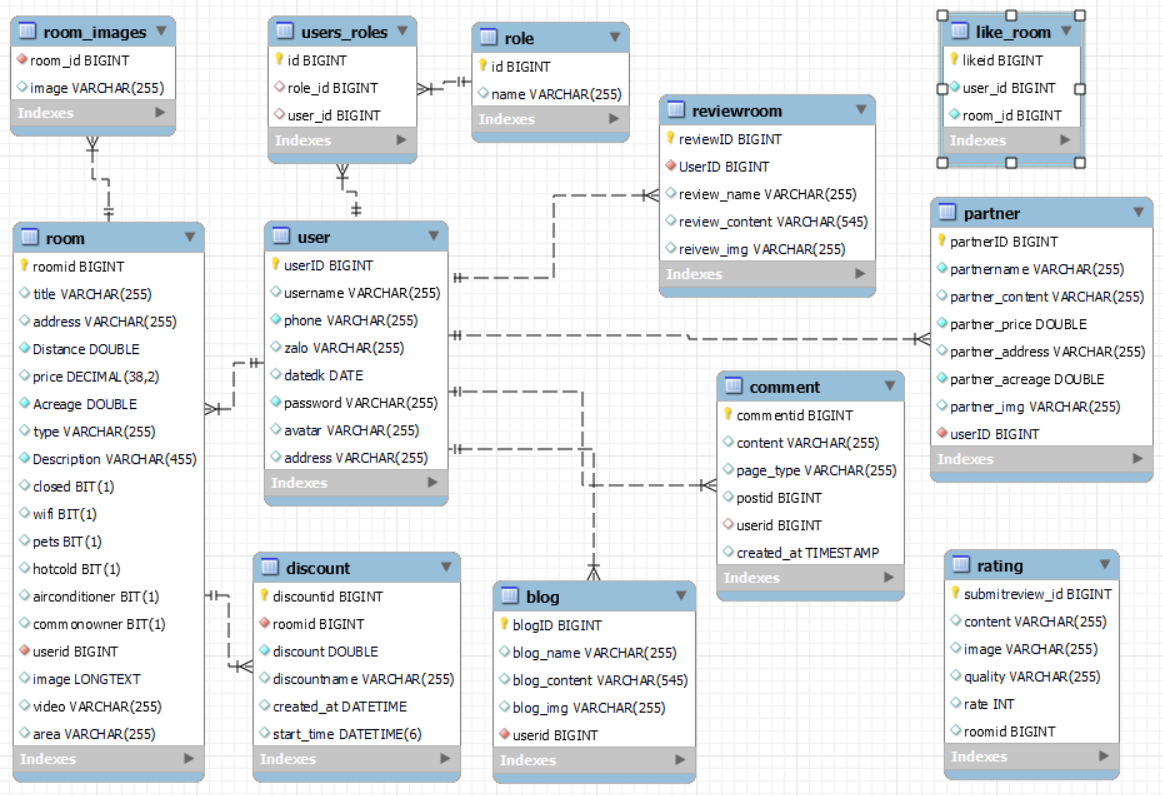 room_images
room_id BIGINT
image VARCHAR(255)
Indexes
users_roles
id BIGINT
role_id BIGINT
user_id BIGINT
Indexes
role
id BIGINT
name VARCHAR(255)
Indexes
reviewroom
reviewID BIGINT
UserID BIGINT
review_name VARCHAR(255)
review_content VARCHAR(545)
reivew_img VARCHAR(255)
Indexes
like_room
likeid BIGINT
user_id BIGINT
room_id BIGINT
Indexes
room
roomid BIGINT
title VARCHAR(255)
address VARCHAR(255)
Distance DOUBLE
price DECIMAL(38,2)
Acreage DOUBLE
type VARCHAR(255)
Description VARCHAR(455)
closed BIT(1)
wifi BIT(1)
pets BIT(1)
hotcold BIT(1)
airconditioner BIT(1)
commonowner BIT(1)
userid BIGINT
image LONGTEXT
video VARCHAR(255)
area VARCHAR(255)
Indexes
user
userID BIGINT
username VARCHAR(255)
phone VARCHAR(255)
zalo VARCHAR(255)
datedk DATE
password VARCHAR(255)
avatar VARCHAR(255)
address VARCHAR(255)
Indexes
partner
partnerID BIGINT
partnername VARCHAR(255)
partner_content VARCHAR(255)
partner_price DOUBLE
partner_address VARCHAR(255)
partner_acreage DOUBLE
partner_img VARCHAR(255)
userID BIGINT
Indexes
comment
commentid BIGINT
content VARCHAR(255)
page_type VARCHAR(255)
postid BIGINT
userid BIGINT
created_at TIMESTAMP
Indexes
discount
discountid BIGINT
roomid BIGINT
discount DOUBLE
discountname VARCHAR(255)
created_at DATETIME
start_time DATETIME(6)
Indexes
blog
blogID BIGINT
blog_name VARCHAR(255)
blog_content VARCHAR(545)
blog_img VARCHAR(255)
userid BIGINT
Indexes
rating
submitreview_id BIGINT
content VARCHAR(255)
image VARCHAR(255)
quality VARCHAR(255)
rate INT
roomid BIGINT
Indexes